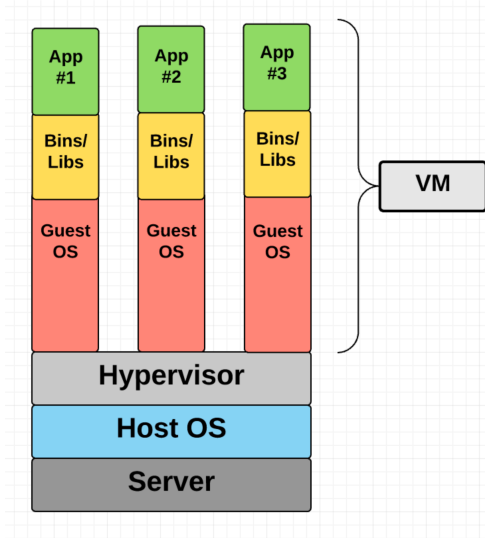 App
#1
App
#2
App
#3
Bins/
Libs
Bins/
Libs
Bins/
Libs
VM
Guest
OS
Guest
OS
Guest
OS
Hypervisor
Host OS
Server